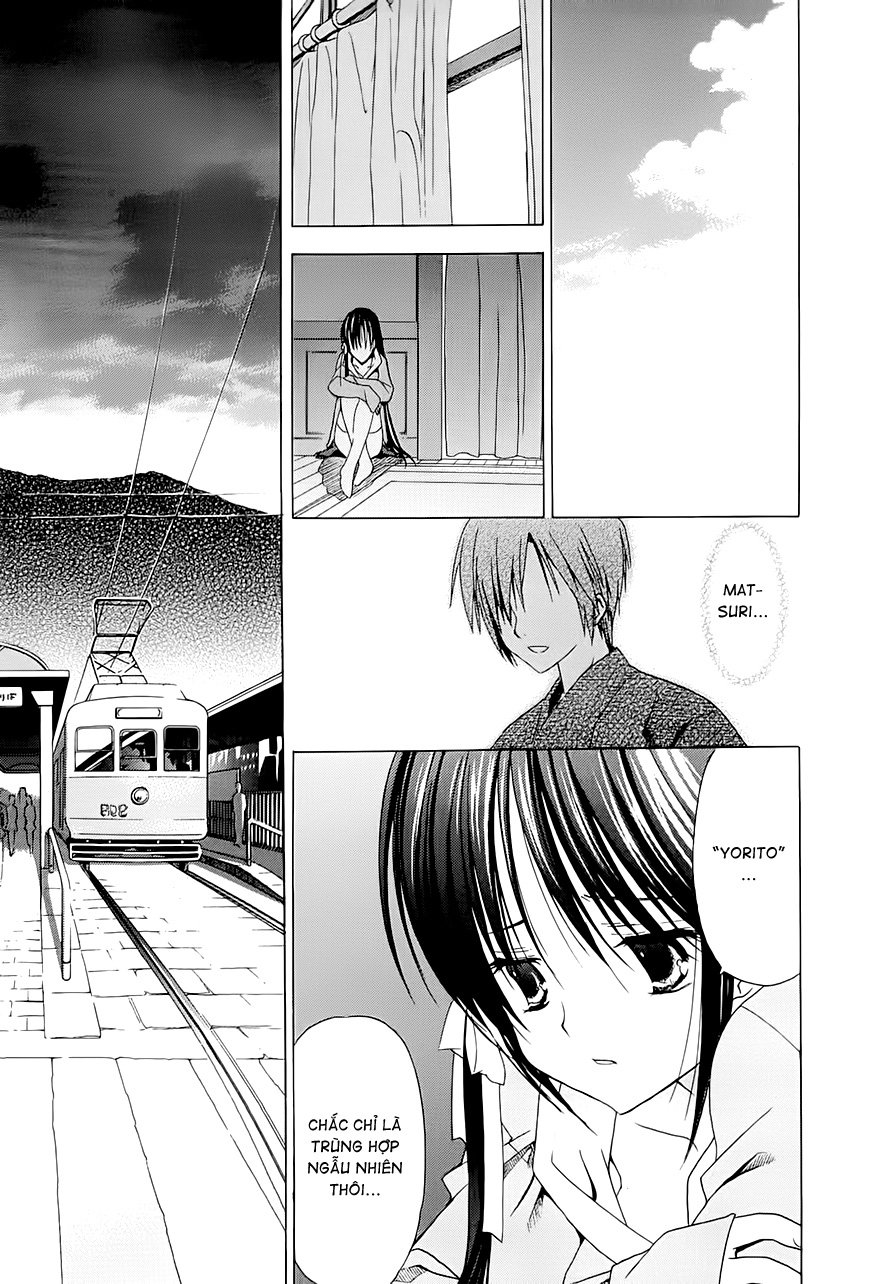 MAT-
SURI...
"YORITO"
...
CHẮC CHỈ LÀ
TRÙNG HỢP
NGẪU NHIÊN
THÔI...